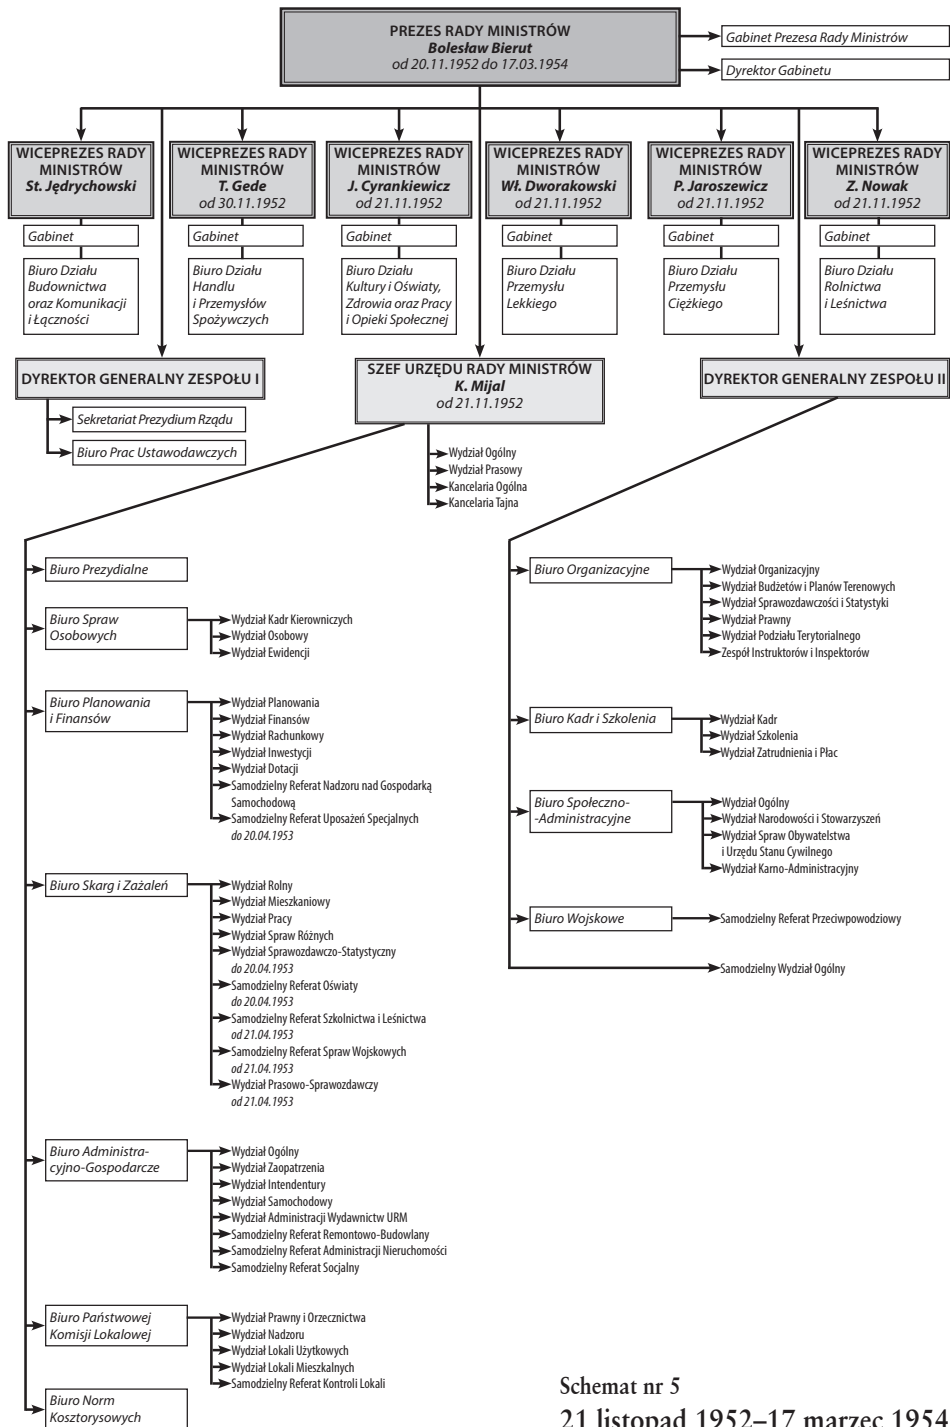 PREZES RADY MINISTRÓW
Bolesław Bierut
od 20.11.1952 do 17.03.1954
Gabinet Prezesa Rady Ministrów
Dyrektor Gabinetu
WICEPREZES RADY
MINISTRÓW
St. Jędrychowski
WICEPREZES RADY
MINISTRÓW
T. Gede
od 30.11.1952
WICEPREZES RADY
MINISTRÓW
J. Cyrankiewicz
od 21.11.1952
WICEPREZES RADY
MINISTRÓW
Wł. Dworakowski
od 21.11.1952
WICEPREZES RADY
MINISTRÓW
P. Jaroszewicz
od 21.11.1952
WICEPREZES RADY
MINISTRÓW
Z. Nowak
od 21.11.1952
Gabinet
Gabinet
Gabinet
Gabinet
Gabinet
Gabinet
Biuro Działu
Budownictwa
oraz Komunikacji
i Łączności
Biuro Działu
Handlu
i Przemysłów
Spożywczych
Biuro Działu
Kultury i Oświaty,
Zdrowia oraz Pracy
i Opieki Społecznej
Biuro Działu
Przemysłu
Lekkiego
Biuro Działu
Przemysłu
Ciężkiego
Biuro Działu
Rolnictwa
i Leśnictwa
DYREKTOR GENERALNY ZESPOŁU I
Sekretariat Prezydium Rządu
Biuro Prac Ustawodawczych
SZEF URZĘDU RADY MINISTRÓW
K. Mijal
od 21.11.1952
Wydział Ogólny
Wydział Prasowy
Kancelaria Ogólna
Kancelaria Tajna
DYREKTOR GENERALNY ZESPOŁU II
Biuro Prezydialne
Biuro Spraw
Osobowych
Wydział Kadr Kierowniczych
Wydział Osobowy
Wydział Ewidencji
Biuro Planowania
i Finansów
Wydział Planowania
Wydział Finansów
Wydział Rachunkowy
Wydział Inwestycji
Wydział Dotacji
Samodzielny Referat Nadzoru nad Gospodarką
Samochodową
Samodzielny Referat Uposażeń Specjalnych
do 20.04.1953
Biuro Skarg i Zażaleń
Wydział Rolny
Wydział Mieszkaniowy
Wydział Pracy
Wydział Spraw Różnych
Wydział Sprawozdawczo-Statystyczny
do 20.04.1953
Samodzielny Referat Oświaty
do 20.04.1953
Samodzielny Referat Szkolnictwa i Leśnictwa
od 21.04.1953
Samodzielny Referat Spraw Wojskowych
od 21.04.1953
Wydział Prasowo-Sprawozdawczy
od 21.04.1953
Biuro Administra-
cyjno-Gospodarcze
Wydział Ogólny
Wydział Zaopatrzenia
Wydział Intendentury
Wydział Samochodowy
Wydział Administracji Wydawnictw URM
Samodzielny Referat Remontowo-Budowlany
Samodzielny Referat Administracji Nieruchomości
Samodzielny Referat Socjalny
Biuro Państwowej
Komisji Lokalowej
Wydział Prawny i Orzecznictwa
Wydział Nadzoru
Wydział Lokali Użytkowych
Wydział Lokali Mieszkalnych
Samodzielny Referat Kontroli Lokali
Biuro Norm
Kosztorysowych
Biuro Organizacyjne
Wydział Organizacyjny
Wydział Budżetów i Planów Terenowych
Wydział Sprawozdawczości i Statystyki
Wydział Prawny
Wydział Podziału Terytorialnego
Zespół Instruktorów i Inspektorów
Biuro Kadr i Szkolenia
Wydział Kadr
Wydział Szkolenia
Wydział Zatrudnienia i Płac
Biuro Społeczno-
-Administracyjne
Wydział Ogólny
Wydział Narodowości i Stowarzyszeń
Wydział Spraw Obywatelstwa
i Urzędu Stanu Cywilnego
Wydział Karno-Administracyjny
Biuro Wojskowe
Samodzielny Referat Przeciwpowodziowy
Samodzielny Wydział Ogólny
Schemat nr 5
21 listopad 1952–17 marzec 1954